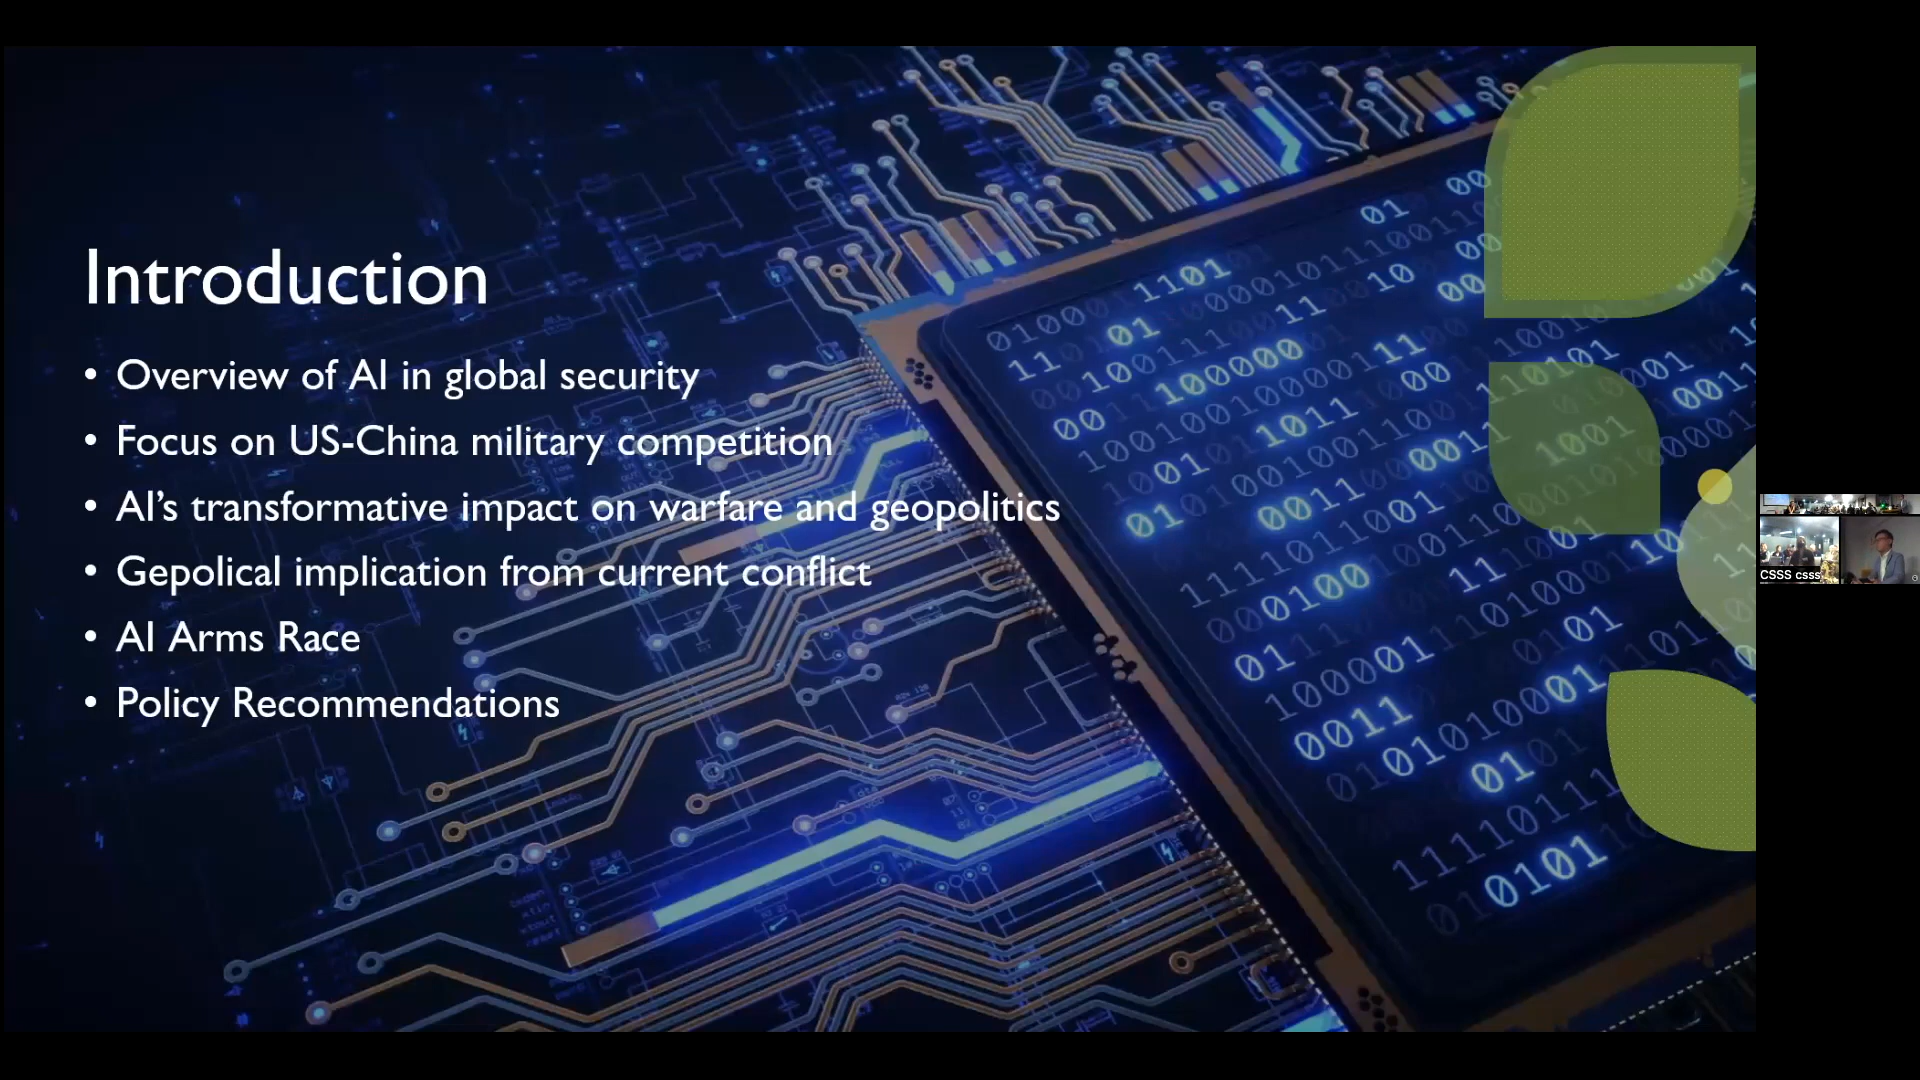 Introduction
• Overview of AI in global security
• Focus on US-China military competition
• AI’s transformative impact on warfare and geopolitics
• Gepolical implication from current conflict
• AI Arms Race
• Policy Recommendations
CSSS csss